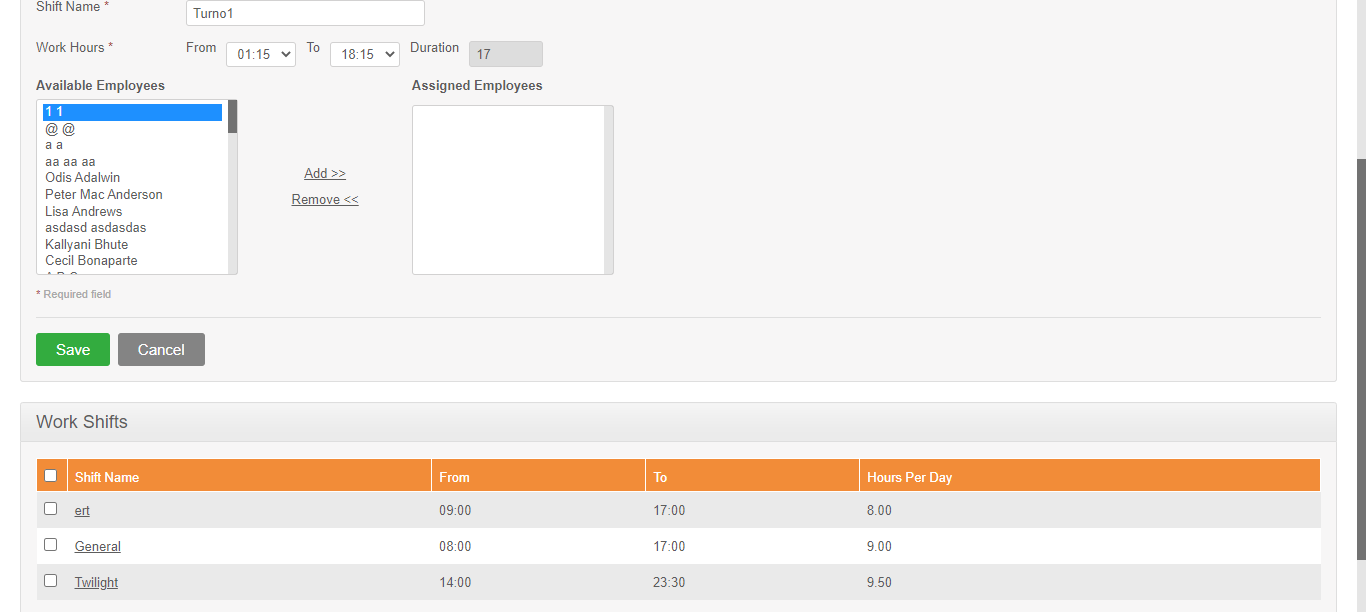 Shift Name *
Turno1
Work Hours * From 01:15 To 18:15 Duration 17
Available Employees
Assigned Employees
1 1
@ @
a a
aa aa aa
Odis Adalwin
Peter Mac Anderson
Lisa Andrews
asdasd asdasdas
Kallyani Bhute
Cecil Bonaparte
Add >>
Remove <<
* Required field
Save
Cancel
Work Shifts
Shift Name From To Hours Per Day
ert 09:00 17:00 8.00
General 08:00 17:00 9.00
Twilight 14:00 23:30 9.50